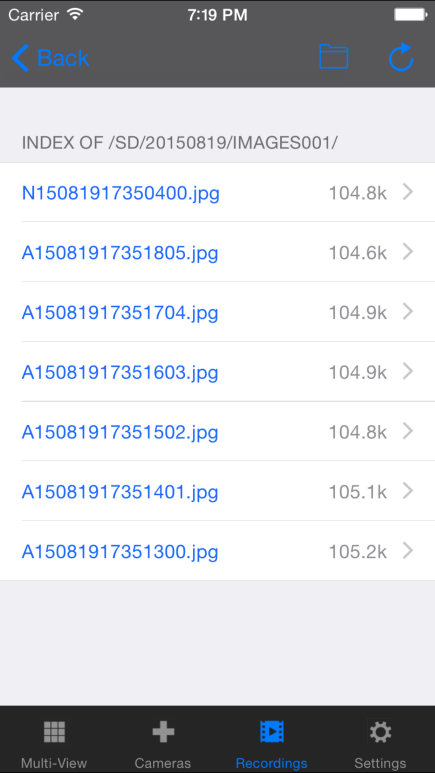 Carrier 7:19 PM
Back
INDEX OF /SD/20150819/IMAGES001/
N15081917350400.jpg 104.8k
A15081917351805.jpg 104.6k
A15081917351704.jpg 104.9k
A15081917351603.jpg 104.9k
A15081917351502.jpg 104.8k
A15081917351401.jpg 105.1k
A15081917351300.jpg 105.2k
Multi-View Cameras Recordings Settings